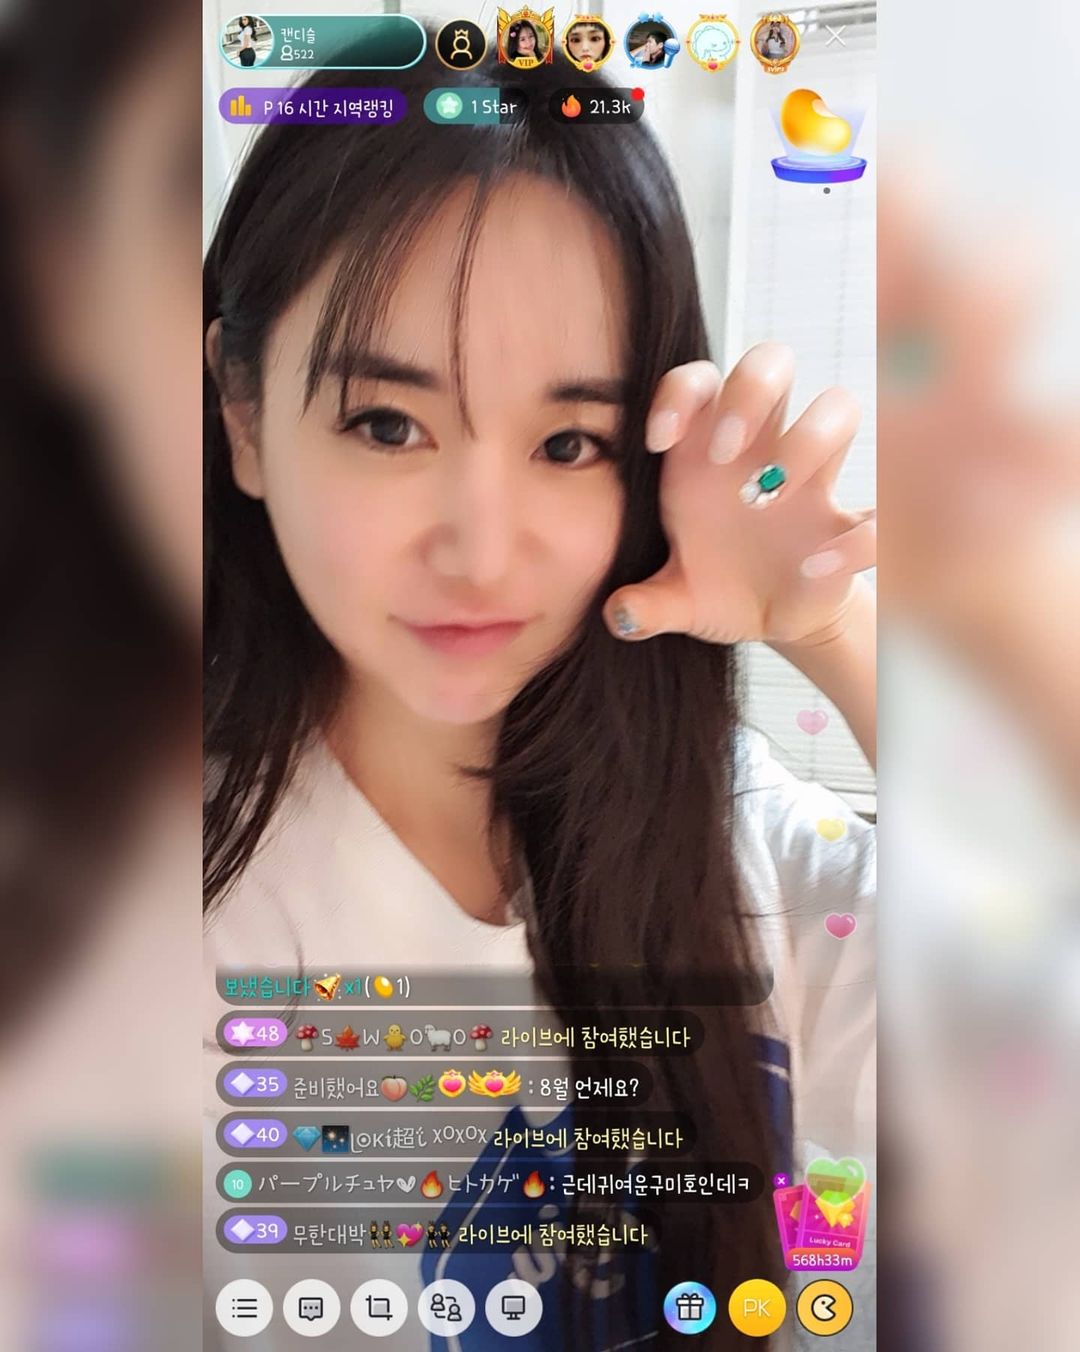 캔디슬
522
VIP
SVIP2
P 16 시간 지역랭킹
1 Star
21.3k
보냈습니다 x1( 1)
48 🍄S🍁W🐥O🐑O🍄 라이브에 참여했습니다
35 준비했어요🍑🌿 : 8월 언제요?
40 💎🎇 라이브에 참여했습니다
10 パープルチュヤ🔥ヒトカゲ🔥: 근데귀여운구미호인데ㅋ
39 무한대박👯💖👯 라이브에 참여했습니다
Lucky Card
568h33m
PK